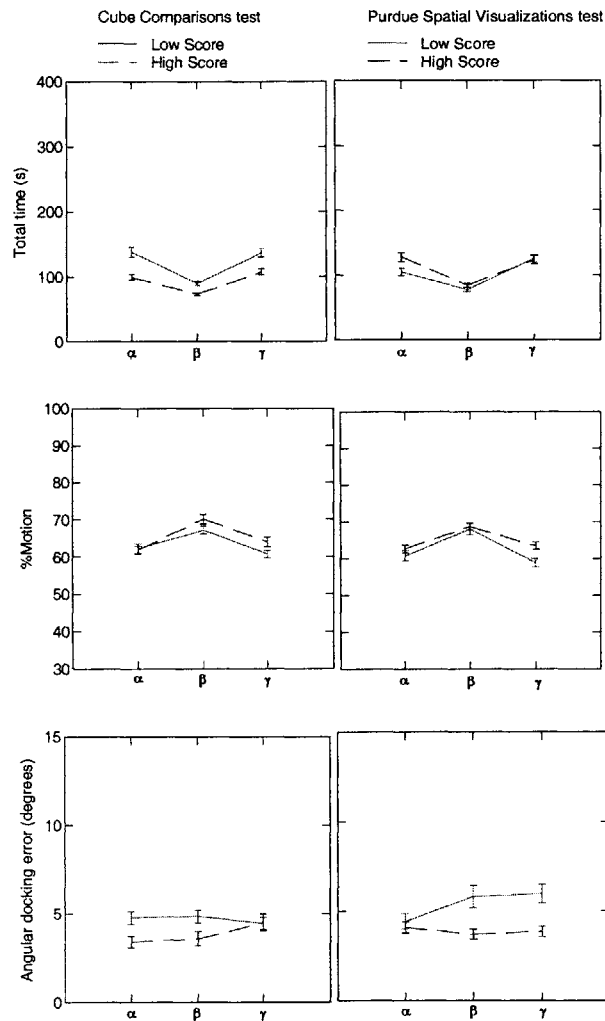 Cube Comparisons test
Purdue Spatial Visualizations test
Low Score
High Score
Low Score
High Score
400
300
200
100
0
Total time (s)
α β γ
α β γ
100
90
80
70
60
50
40
30
%Motion
α β γ
α β γ
15
10
5
0
Angular docking error (degrees)
α β γ
α β γ